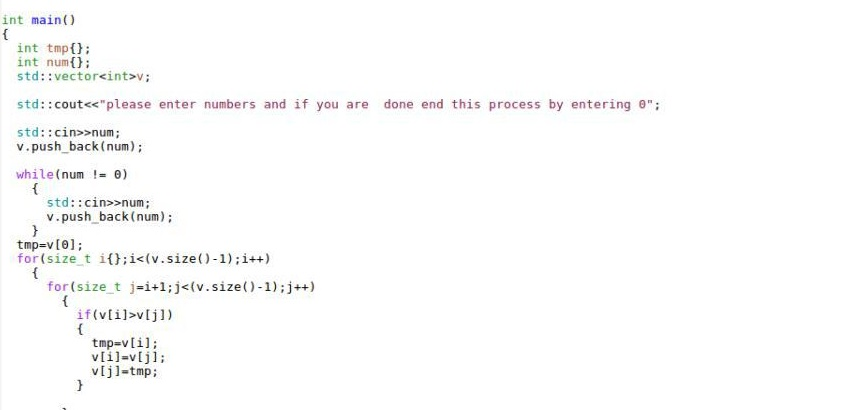 int main()
{
  int tmp{};
  int num{};
  std::vector<int>v;
  std::cout<<"please enter numbers and if you are  done end this process by entering 0";
  std::cin>>num;
  v.push_back(num);
  while(num != 0)
    {
      std::cin>>num;
      v.push_back(num);
    }
  tmp=v[0];
  for(size_t i{};i<(v.size()-1);i++)
    {
      for(size_t j=i+1;j<(v.size()-1);j++)
        {
          if(v[i]>v[j])
          {
            tmp=v[i];
            v[i]=v[j];
            v[j]=tmp;
          }